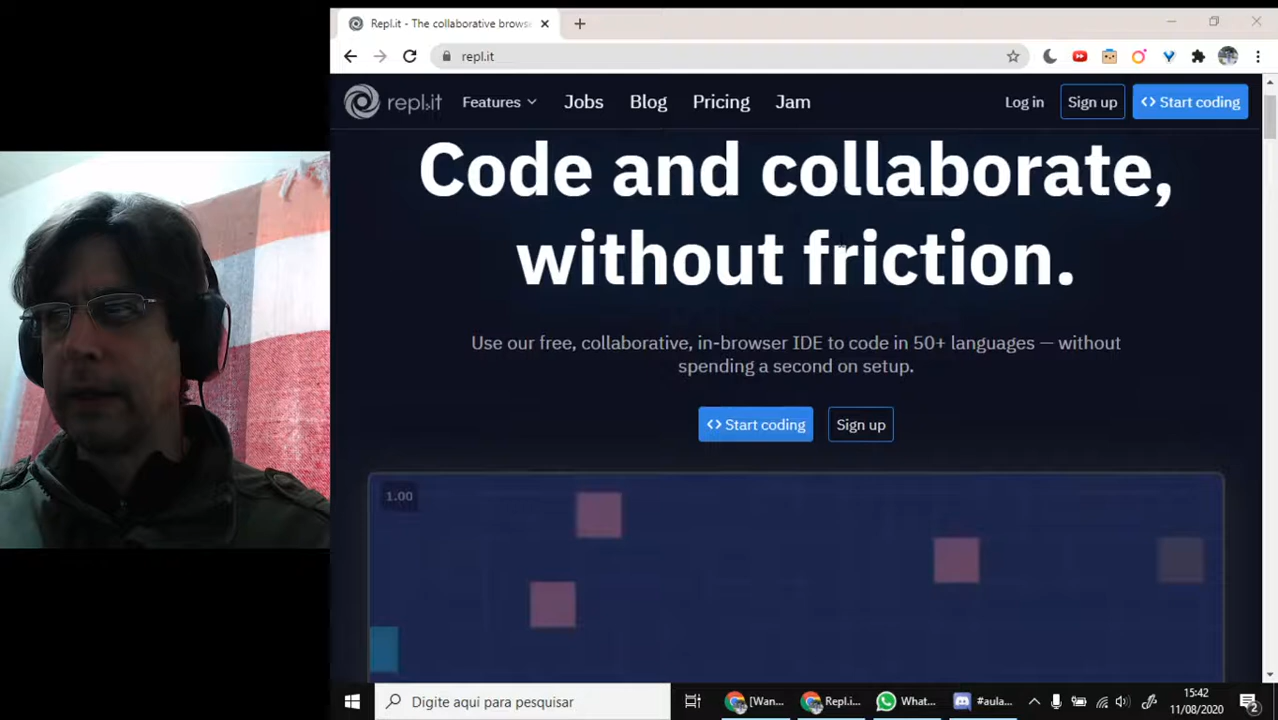 Repl.it - The collaborative brows
repl.it
repl.it Features Jobs Blog Pricing Jam Log in Sign up <> Start coding
Code and collaborate,
without friction.
Use our free, collaborative, in-browser IDE to code in 50+ languages — without
spending a second on setup.
<> Start coding Sign up
1.00
Digite aqui para pesquisar [Wan... Repl.i... What... #aula... 15:42
11/08/2020
2